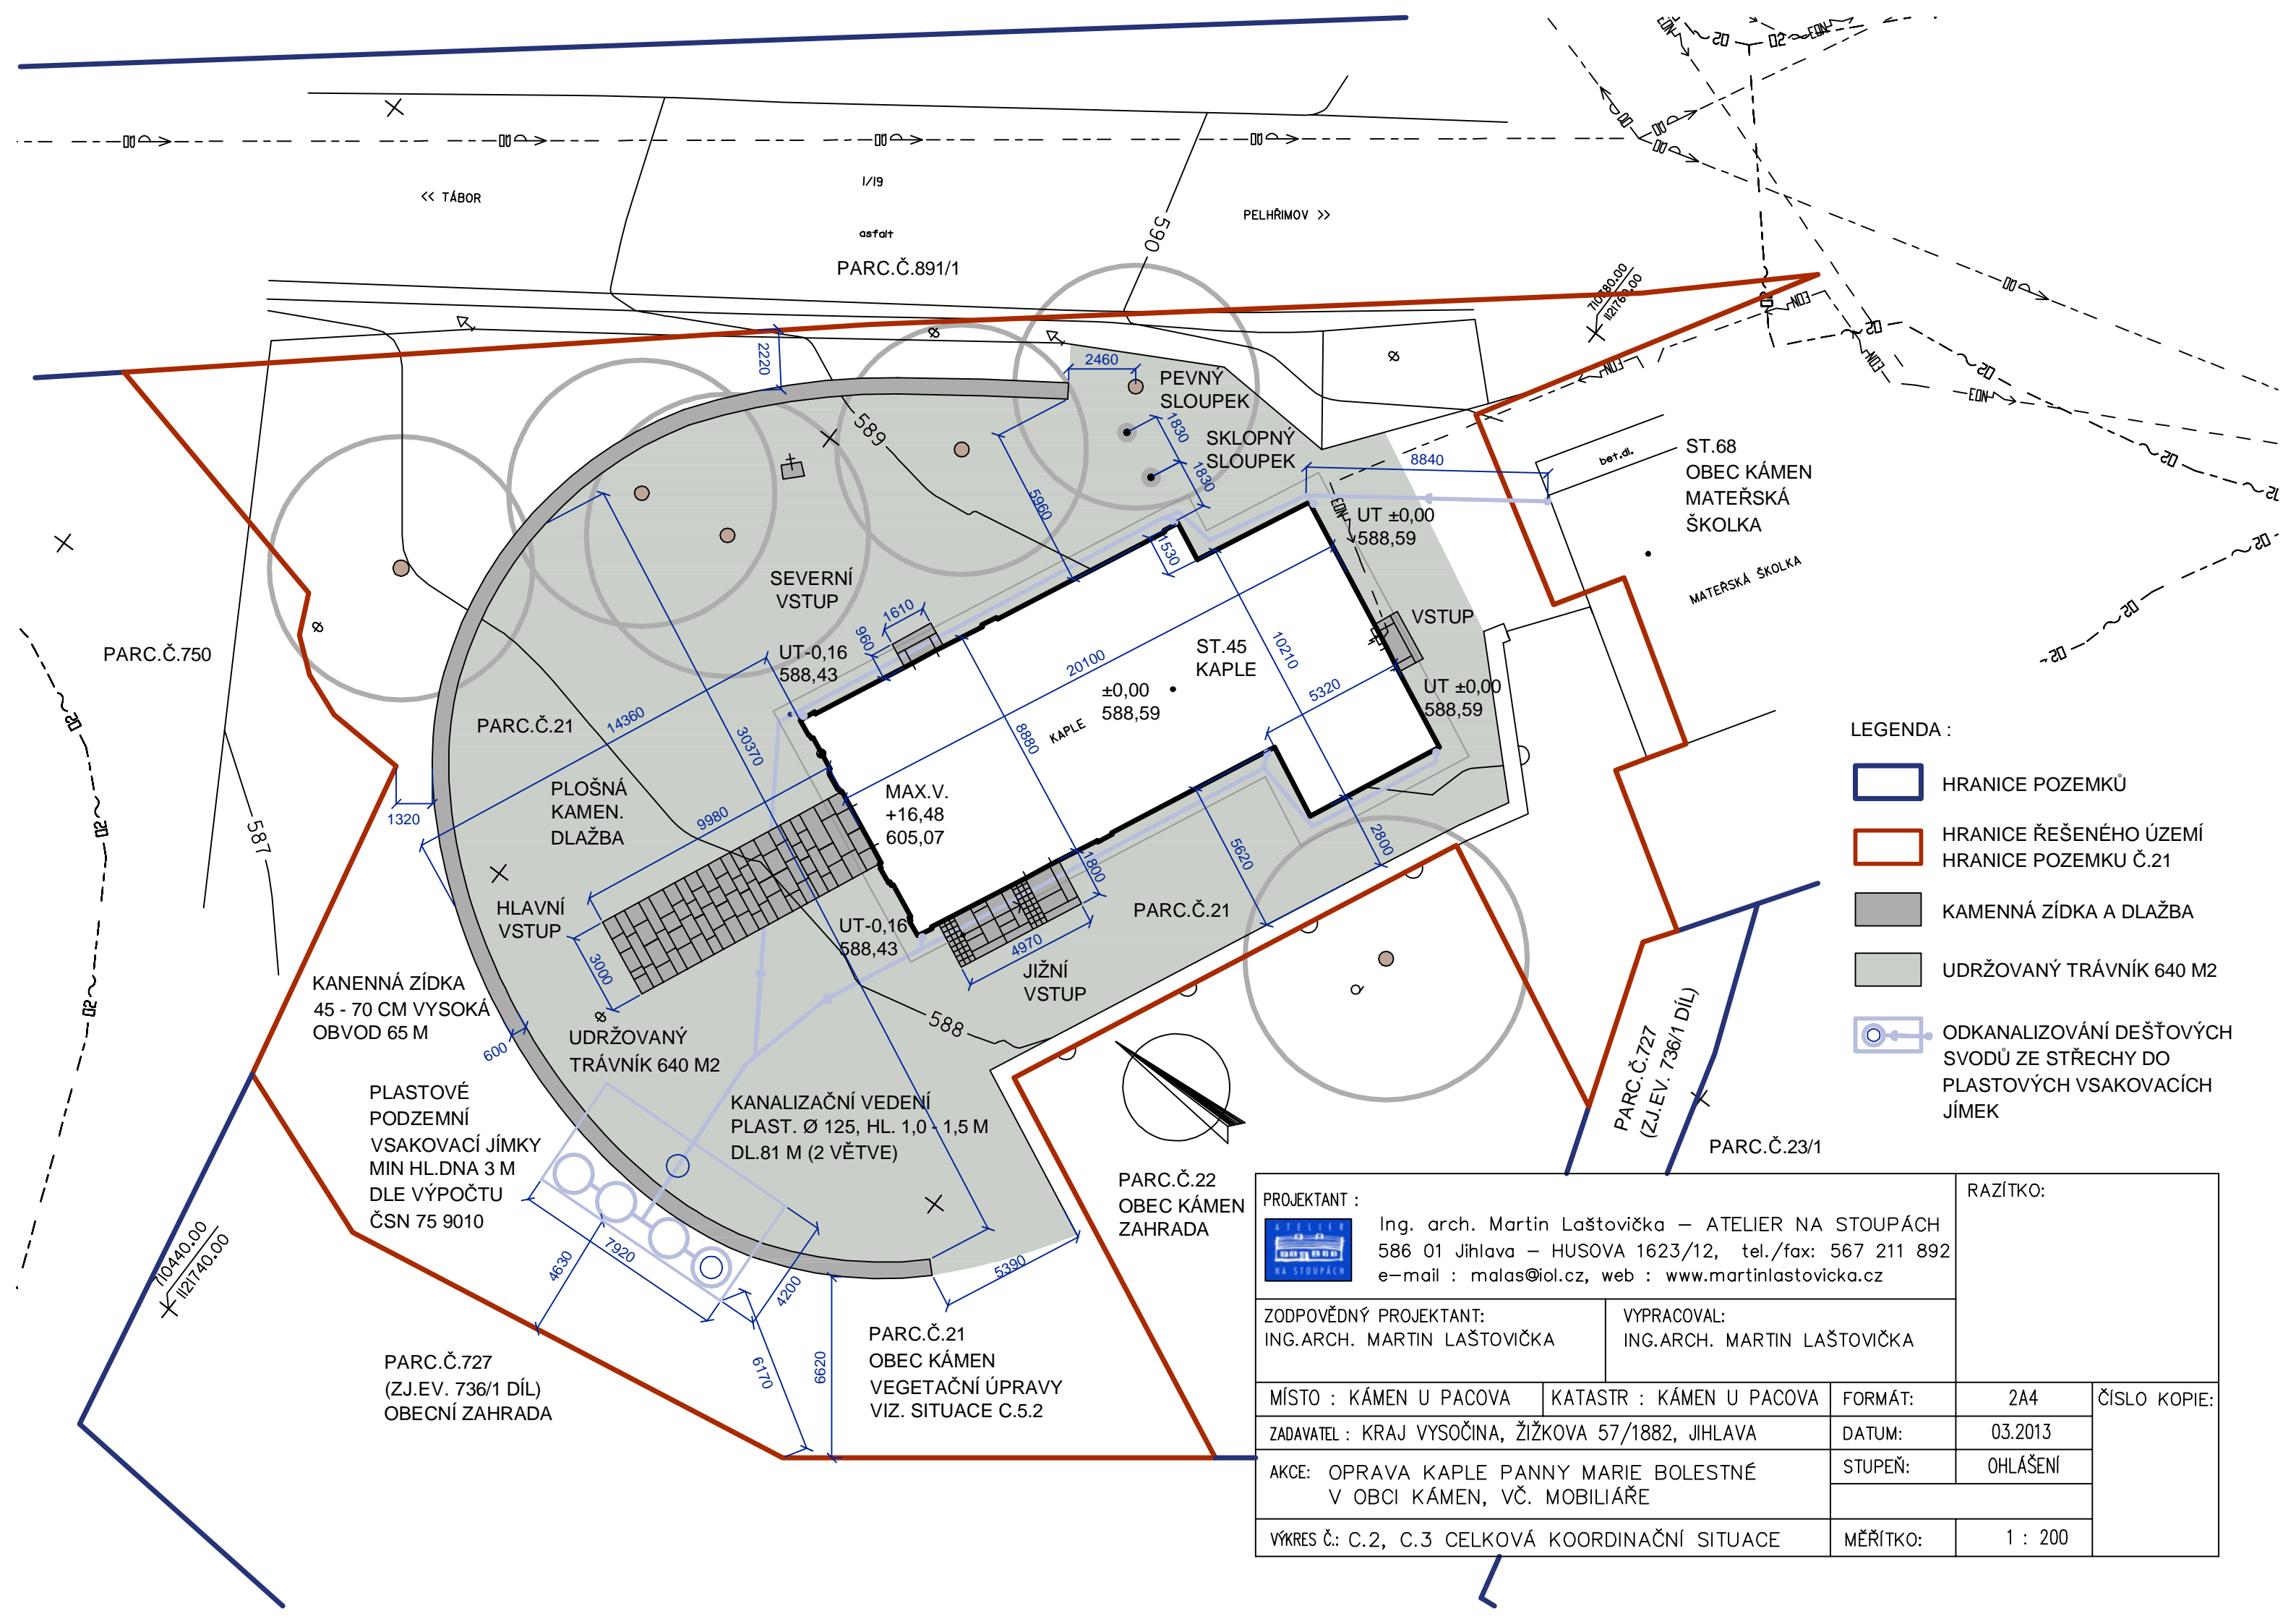 << TÁBOR
I/19
asfalt
PELHŘIMOV >>
PARC.Č.891/1
590
710380.00
1121760.00
2220
2460
PEVNÝ
SLOUPEK
1830
SKLOPNÝ
SLOUPEK
1830
8840
bet.dl.
ST.68
OBEC KÁMEN
MATEŘSKÁ
ŠKOLKA
MATEŘSKÁ ŠKOLKA
589
5960
1530
UT ±0,00
588,59
SEVERNÍ
VSTUP
1610
960
UT-0,16
588,43
VSTUP
ST.45
KAPLE
20100
10210
5320
±0,00
588,59
KAPLE
UT ±0,00
588,59
PARC.Č.750
PARC.Č.21
14360
30370
8880
PLOŠNÁ
KAMEN.
DLAŽBA
MAX.V.
+16,48
605,07
9980
1320
587
5620
2800
1800
HLAVNÍ
VSTUP
UT-0,16
588,43
PARC.Č.21
4970
3000
JIŽNÍ
VSTUP
588
KANENNÁ ZÍDKA
45 - 70 CM VYSOKÁ
OBVOD 65 M
600
UDRŽOVANÝ
TRÁVNÍK 640 M2
PLASTOVÉ
PODZEMNÍ
VSAKOVACÍ JÍMKY
MIN HL.DNA 3 M
DLE VÝPOČTU
ČSN 75 9010
KANALIZAČNÍ VEDENÍ
PLAST. Ø 125, HL. 1,0 - 1,5 M
DL.81 M (2 VĚTVE)
710440.00
1121740.00
4630
7920
4200
5390
6170
6620
PARC.Č.727
(ZJ.EV. 736/1 DÍL)
OBECNÍ ZAHRADA
PARC.Č.21
OBEC KÁMEN
VEGETAČNÍ ÚPRAVY
VIZ. SITUACE C.5.2
PARC.Č.22
OBEC KÁMEN
ZAHRADA
PARC.Č.727
(ZJ.EV. 736/1 DÍL)
PARC.Č.23/1
LEGENDA :
HRANICE POZEMKŮ
HRANICE ŘEŠENÉHO ÚZEMÍ
HRANICE POZEMKU Č.21
KAMENNÁ ZÍDKA A DLAŽBA
UDRŽOVANÝ TRÁVNÍK 640 M2
ODKANALIZOVÁNÍ DEŠŤOVÝCH
SVODŮ ZE STŘECHY DO
PLASTOVÝCH VSAKOVACÍCH
JÍMEK
PROJEKTANT :
ATELIER
NA STOUPÁCH
Ing. arch. Martin Laštovička – ATELIER NA STOUPÁCH
586 01 Jihlava – HUSOVA 1623/12, tel./fax: 567 211 892
e–mail : malas@iol.cz, web : www.martinlastovicka.cz
RAZÍTKO:
ZODPOVĚDNÝ PROJEKTANT:
ING.ARCH. MARTIN LAŠTOVIČKA
VYPRACOVAL:
ING.ARCH. MARTIN LAŠTOVIČKA
MÍSTO : KÁMEN U PACOVA
KATASTR : KÁMEN U PACOVA
FORMÁT:
2A4
ČÍSLO KOPIE:
ZADAVATEL : KRAJ VYSOČINA, ŽIŽKOVA 57/1882, JIHLAVA
DATUM:
03.2013
AKCE: OPRAVA KAPLE PANNY MARIE BOLESTNÉ
V OBCI KÁMEN, VČ. MOBILIÁŘE
STUPEŇ:
OHLÁŠENÍ
VÝKRES Č.: C.2, C.3 CELKOVÁ KOORDINAČNÍ SITUACE
MĚŘÍTKO:
1 : 200